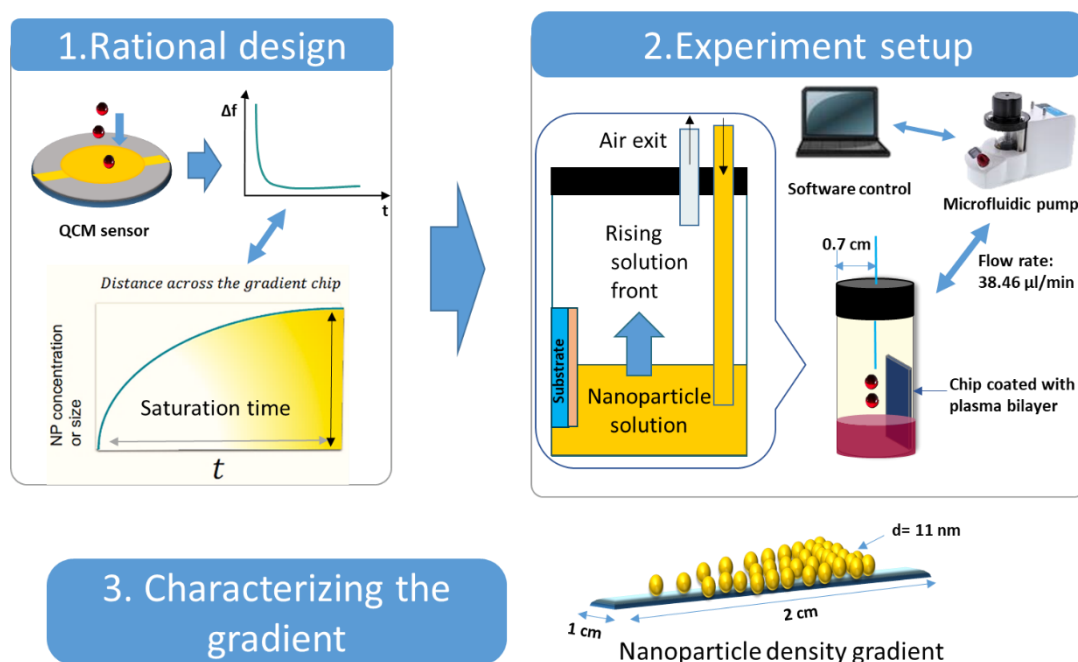 1.Rational design
Δf
t
QCM sensor
Distance across the gradient chip
NP concentration
or size
Saturation time
t
2.Experiment setup
Air exit
Rising
solution
front
Substrate
Nanoparticle
solution
Software control
Microfluidic pump
0.7 cm
Flow rate:
38.46 µl/min
Chip coated with
plasma bilayer
3. Characterizing the
gradient
d= 11 nm
1 cm
2 cm
Nanoparticle density gradient